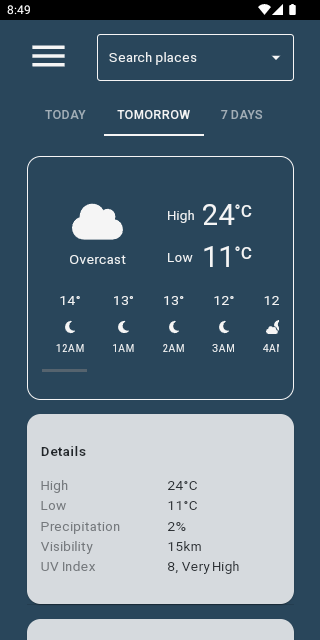 8:49
Search places
TODAY TOMORROW 7 DAYS
High 24°C
Overcast
Low 11°C
14° 13° 13° 12° 12
12AM 1AM 2AM 3AM 4AM
Details
High 24°C
Low 11°C
Precipitation 2%
Visibility 15km
UV Index 8, Very High